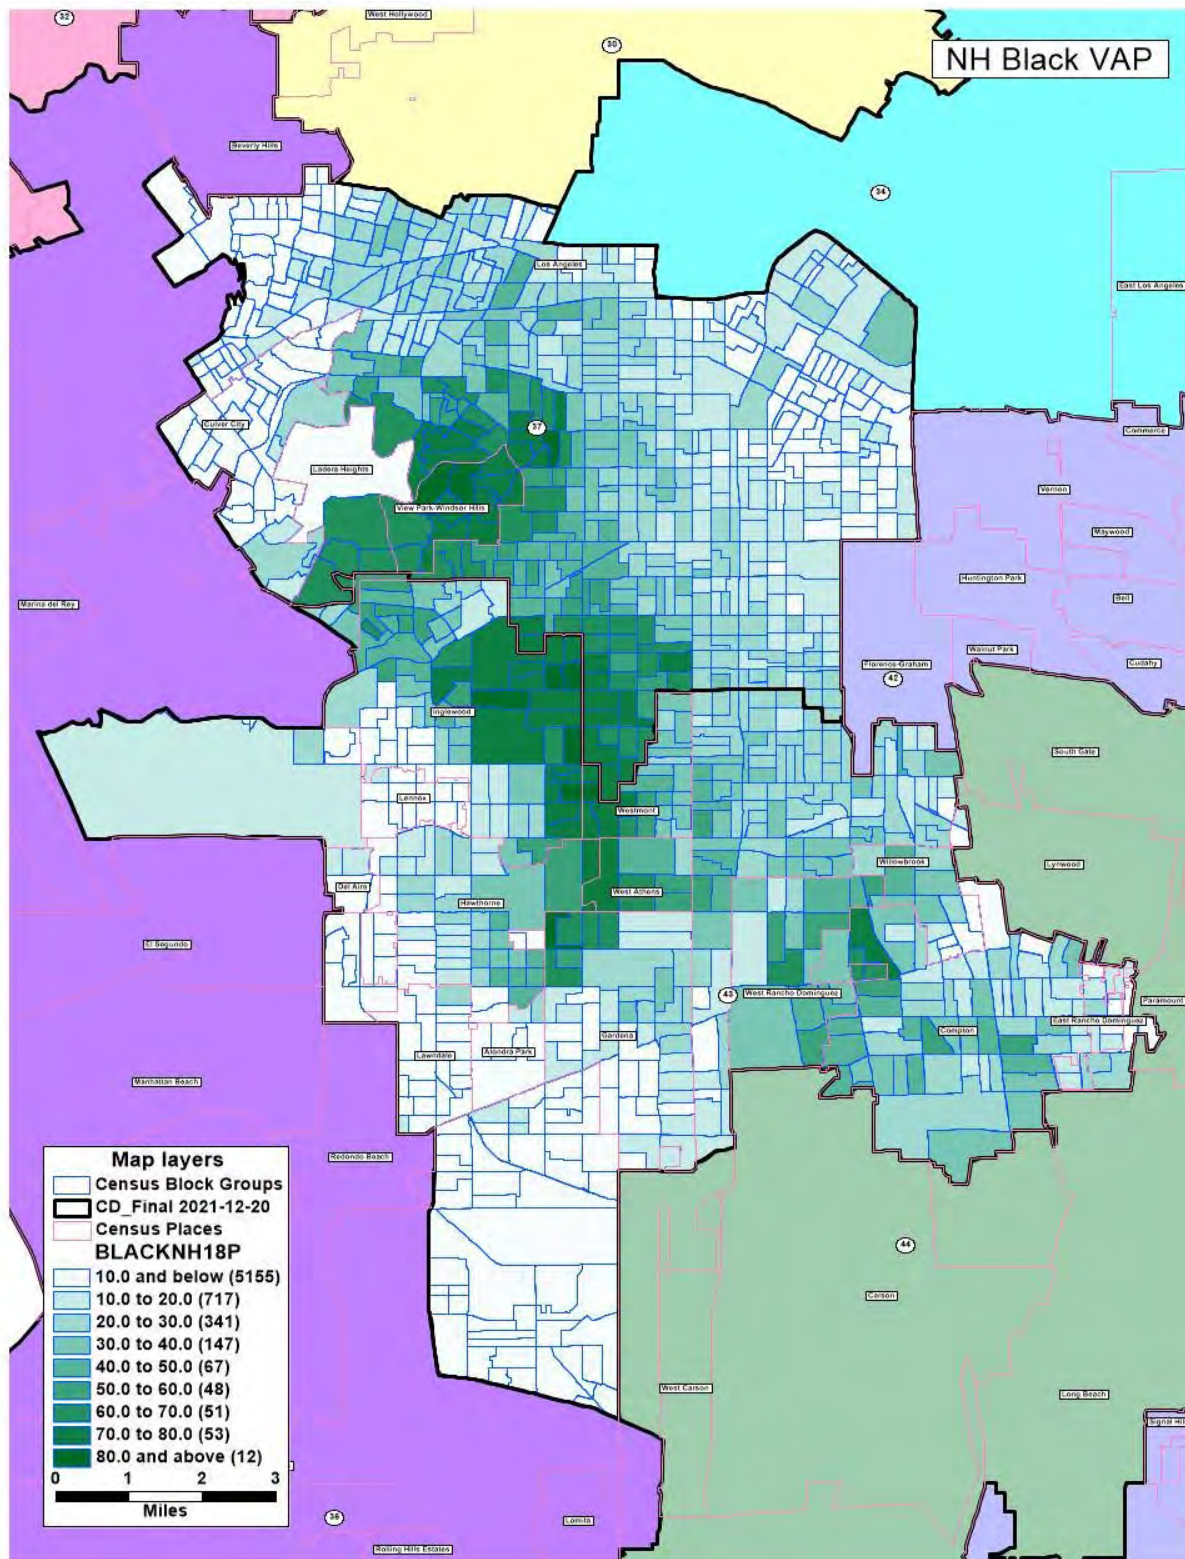 32
West Hollywood
30
NH Black VAP
Beverly Hills
34
Los Angeles
East Los Angeles
37
Culver City
Commerce
Ladera Heights
Vernon
View Park-Windsor Hills
Maywood
Huntington Park
Bell
Marina del Rey
Walnut Park
Florence-Graham
Cudahy
42
Inglewood
South Gate
Lennox
Westmont
Willowbrook
Lynwood
Del Aire
West Athens
Hawthorne
El Segundo
West Rancho Dominguez
43
Paramount
East Rancho Dominguez
Compton
Gardena
Lawndale
Alondra Park
Manhattan Beach
Redondo Beach
Map layers
Census Block Groups
CD_Final 2021-12-20
Census Places
BLACKNH18P
10.0 and below (5155)
10.0 to 20.0 (717)
20.0 to 30.0 (341)
30.0 to 40.0 (147)
40.0 to 50.0 (67)
50.0 to 60.0 (48)
60.0 to 70.0 (51)
70.0 to 80.0 (53)
80.0 and above (12)
0 1 2 3
Miles
44
Carson
West Carson
Long Beach
Signal Hil
36
Lomita
Rolling Hills Estates